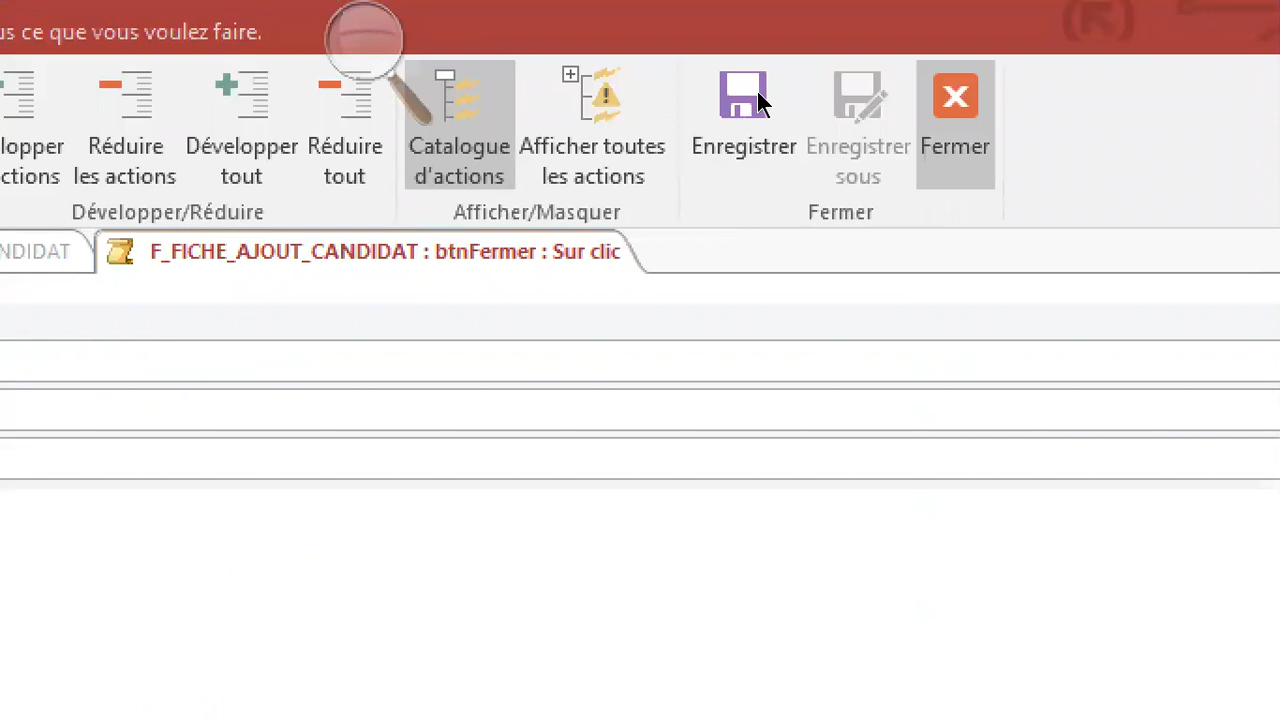 us ce que vous voulez faire.
lopper Réduire Développer Réduire Catalogue Afficher toutes Enregistrer Enregistrer Fermer
ctions les actions tout tout d'actions les actions sous
Développer/Réduire Afficher/Masquer Fermer
NDIDAT F_FICHE_AJOUT_CANDIDAT : btnFermer : Sur clic